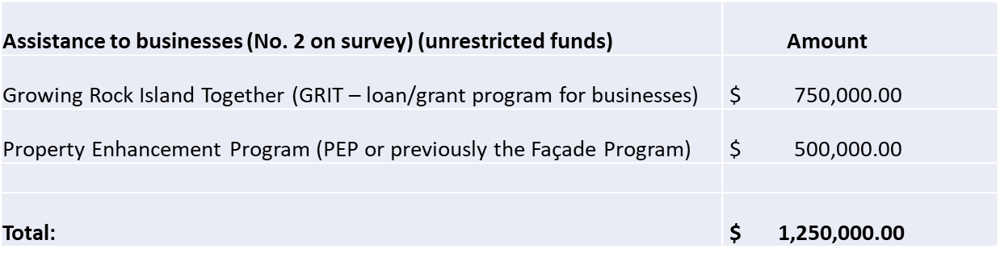 Assistance to businesses (No. 2 on survey) (unrestricted funds) Amount
Growing Rock Island Together (GRIT – loan/grant program for businesses) $ 750,000.00
Property Enhancement Program (PEP or previously the Façade Program) $ 500,000.00
Total: $ 1,250,000.00